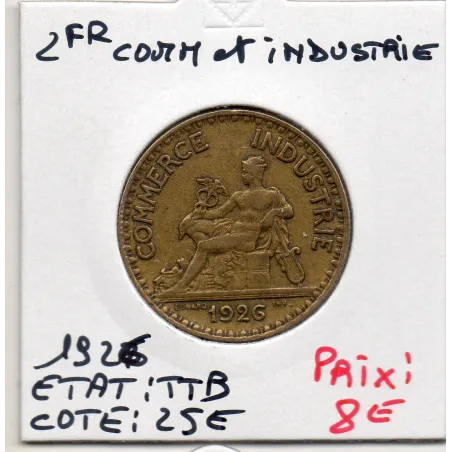 2FR COMM et iNDUSTRiE
COMMERCE INDUSTRIE
1926
1926
ETAT : TTB
COTE : 25E
PRiX :
8E